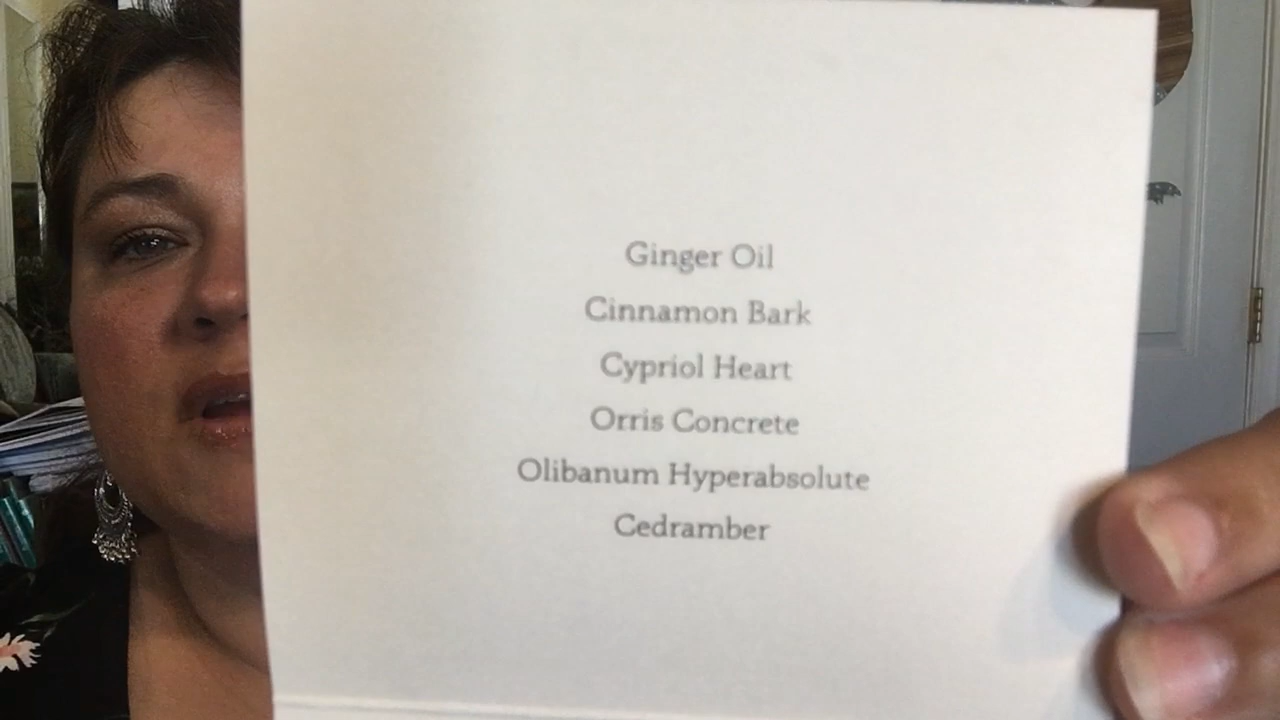 Ginger Oil
Cinnamon Bark
Cypriol Heart
Orris Concrete
Olibanum Hyperabsolute
Cedramber